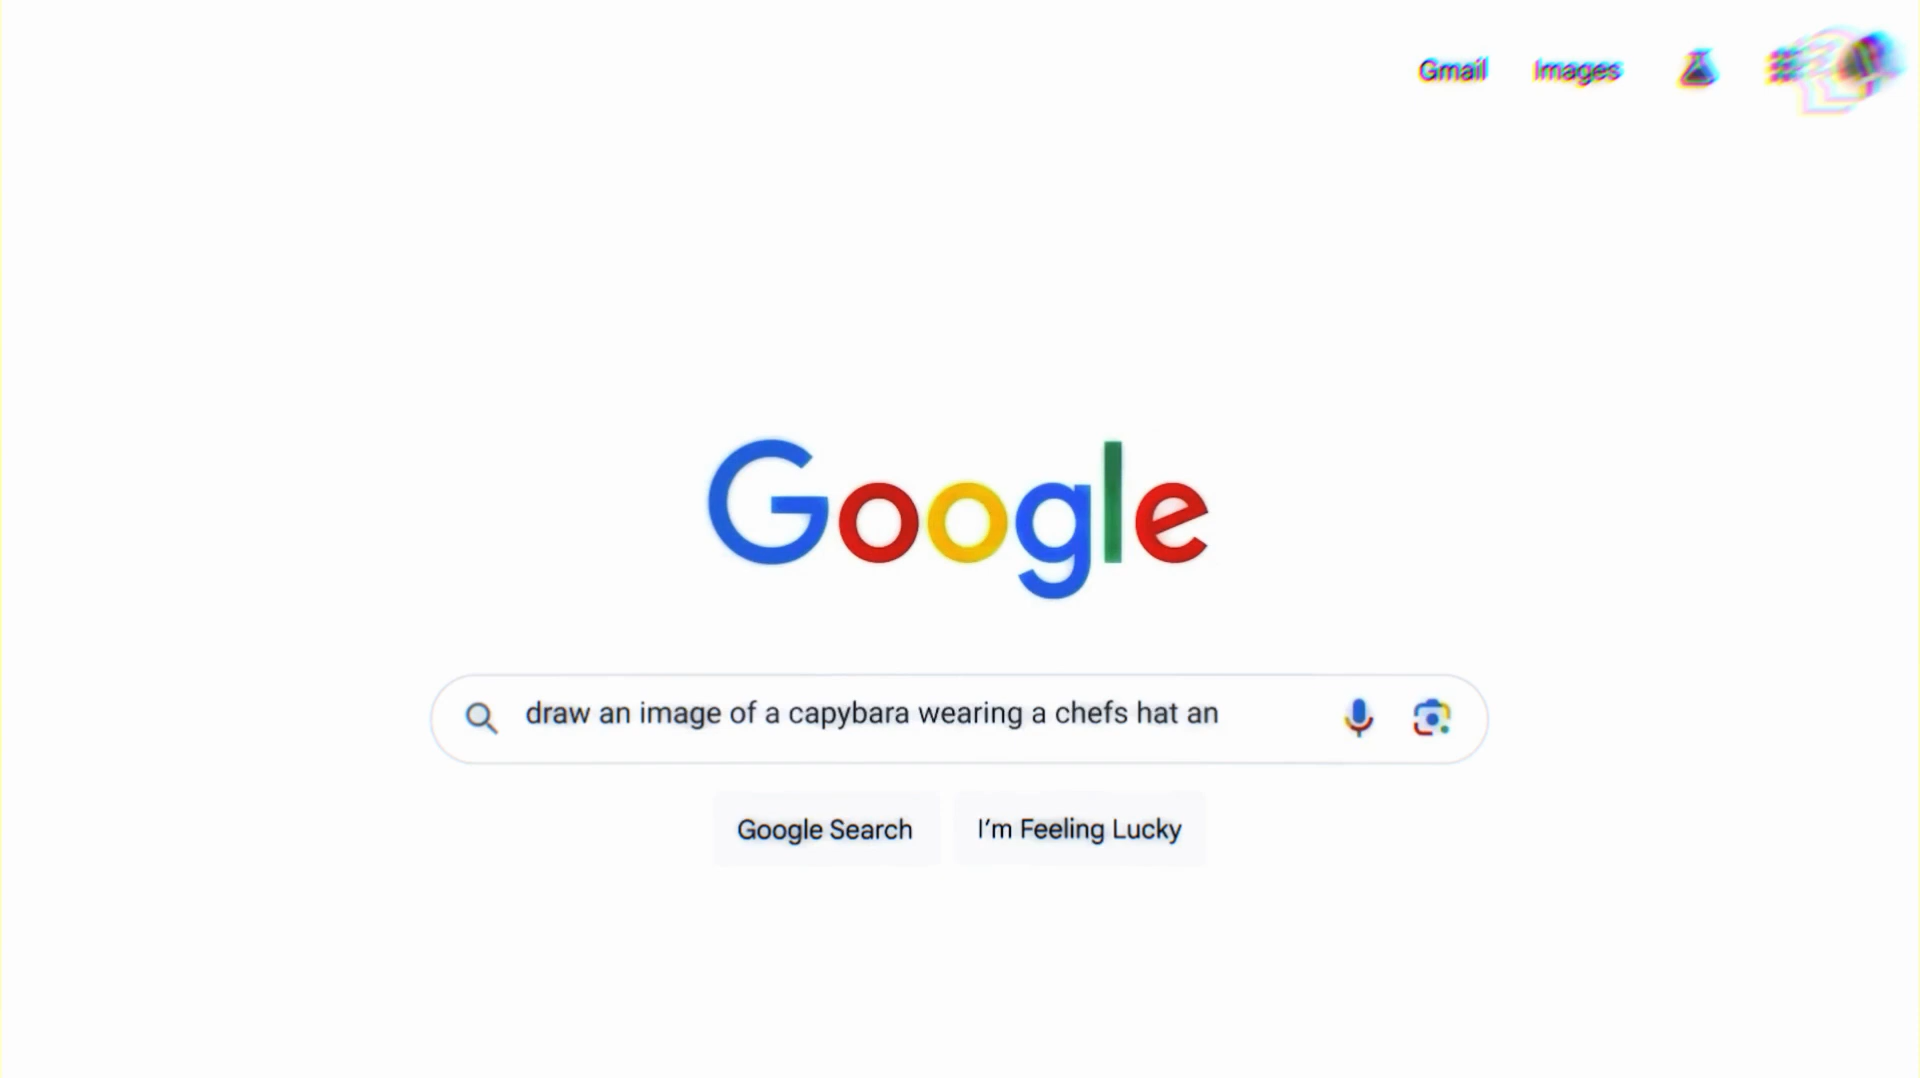 Gmail Images
Google
draw an image of a capybara wearing a chefs hat an
Google Search I’m Feeling Lucky